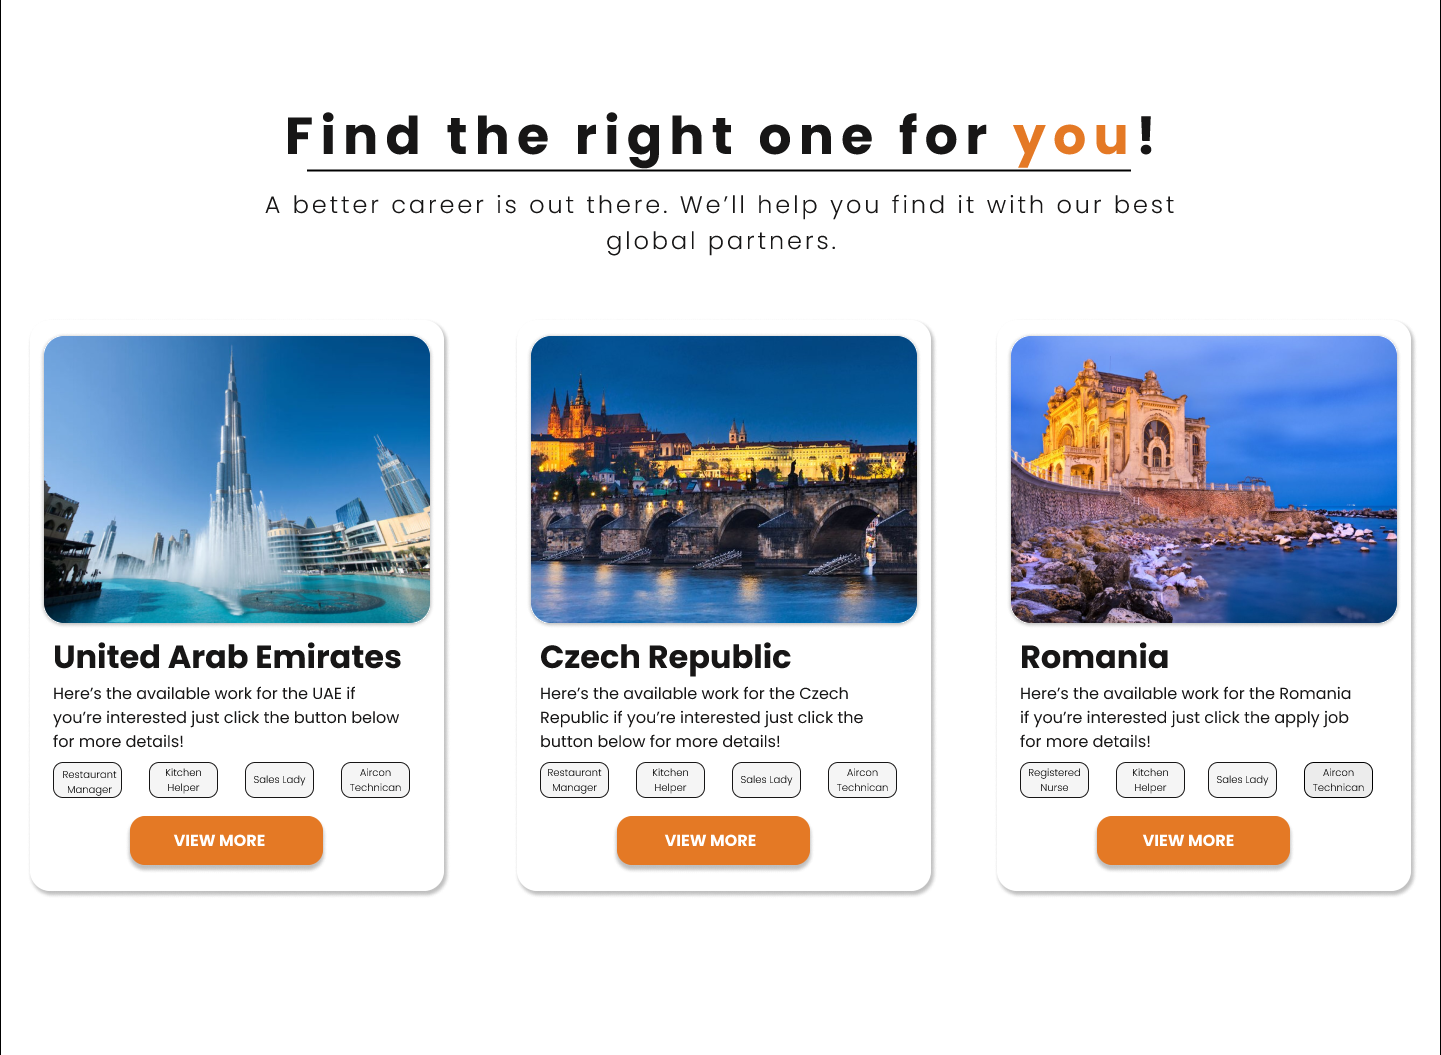 Find the right one for you!
A better career is out there. We’ll help you find it with our best
global partners.
United Arab Emirates
Here’s the available work for the UAE if
you’re interested just click the button below
for more details!
Restaurant
Manager
Kitchen
Helper
Sales Lady
Aircon
Technican
VIEW MORE
Czech Republic
Here’s the available work for the Czech
Republic if you’re interested just click the
button below for more details!
Restaurant
Manager
Kitchen
Helper
Sales Lady
Aircon
Technican
VIEW MORE
Romania
Here’s the available work for the Romania
if you’re interested just click the apply job
for more details!
Registered
Nurse
Kitchen
Helper
Sales Lady
Aircon
Technican
VIEW MORE